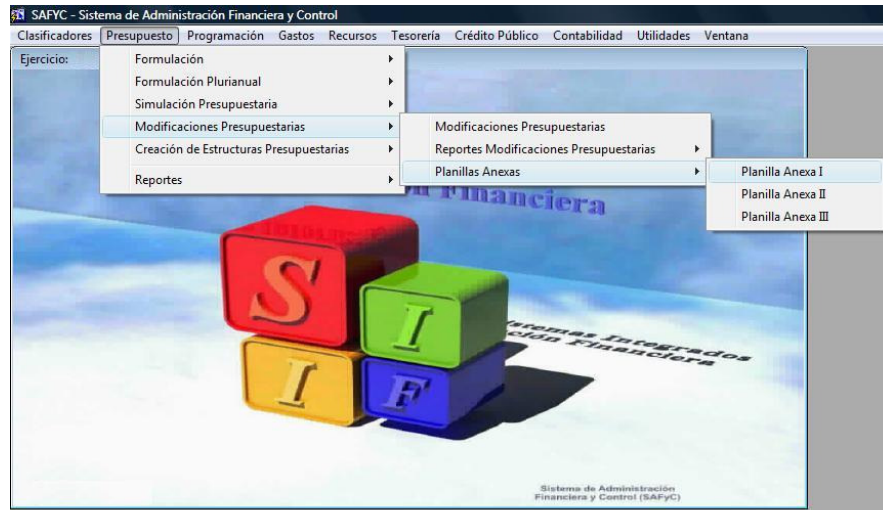 SAFYC - Sistema de Administración Financiera y Control
Clasificadores Presupuesto Programación Gastos Recursos Tesorería Crédito Público Contabilidad Utilidades Ventana
Ejercicio:
Formulación
Formulación Plurianual
Simulación Presupuestaria
Modificaciones Presupuestarias
Creación de Estructuras Presupuestarias
Reportes
Modificaciones Presupuestarias
Reportes Modificaciones Presupuestarias
Planillas Anexas
Planilla Anexa I
Planilla Anexa II
Planilla Anexa III
Financiera
S
I
I
F
Sistemas Integrados
Financiera
Sistema de Administración
Financiera y Control (SAFyC)